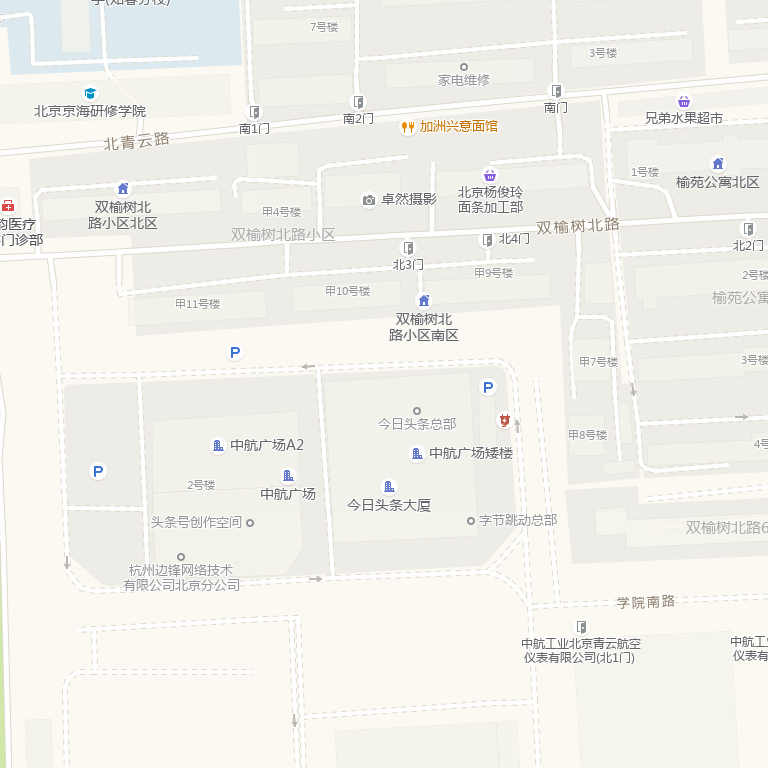 7号楼
3号楼
家电维修
北京京海研修学院
南1门
南2门
南门
兄弟水果超市
加洲兴意面馆
北青云路
1号楼
榆苑公寓北区
双榆树北
路小区北区
卓然摄影
北京杨俊玲
面条加工部
甲4号楼
医疗
门诊部
双榆树北路小区
北4门
双榆树北路
北2门
北3门
甲9号楼
2号楼
甲11号楼
甲10号楼
榆苑公寓
双榆树北
路小区南区
甲7号楼
3号楼
今日头条总部
甲8号楼
中航广场A2
中航广场矮楼
2号楼
中航广场
今日头条大厦
头条号创作空间
字节跳动总部
双榆树北路6
杭州边锋网络技术
有限公司北京分公司
学院南路
中航工业北京青云航空
仪表有限公司(北1门)
中航工业
仪表有
P
P
P